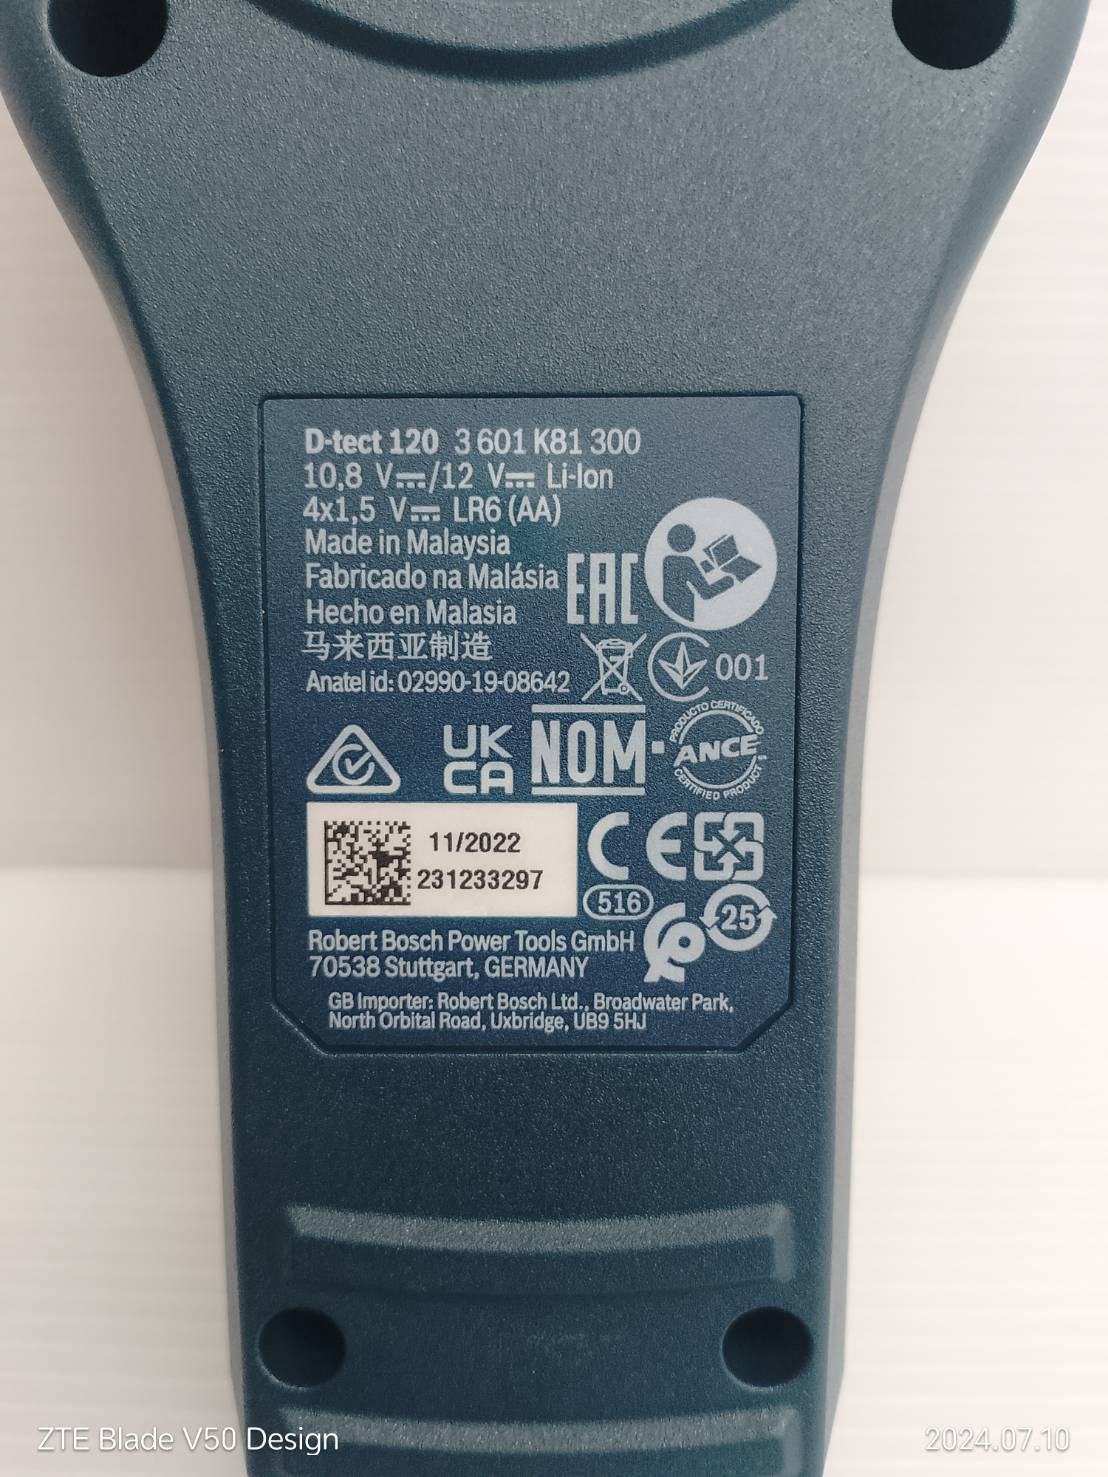 D-tect 120 3 601 K81 300
10,8 V⎓/12 V⎓ Li-Ion
4x1,5 V⎓ LR6 (AA)
Made in Malaysia
Fabricado na Malásia
Hecho en Malasia
马来西亚制造
Anatel id: 02990-19-08642
EAC
001
UK
CA
NOM-
PRODUCTO CERTIFICADO
ANCE
CERTIFIED PRODUCT
11/2022
231233297
CE
516
25
Robert Bosch Power Tools GmbH
70538 Stuttgart, GERMANY
GB Importer: Robert Bosch Ltd., Broadwater Park,
North Orbital Road, Uxbridge, UB9 5HJ
ZTE Blade V50 Design
2024.07.10